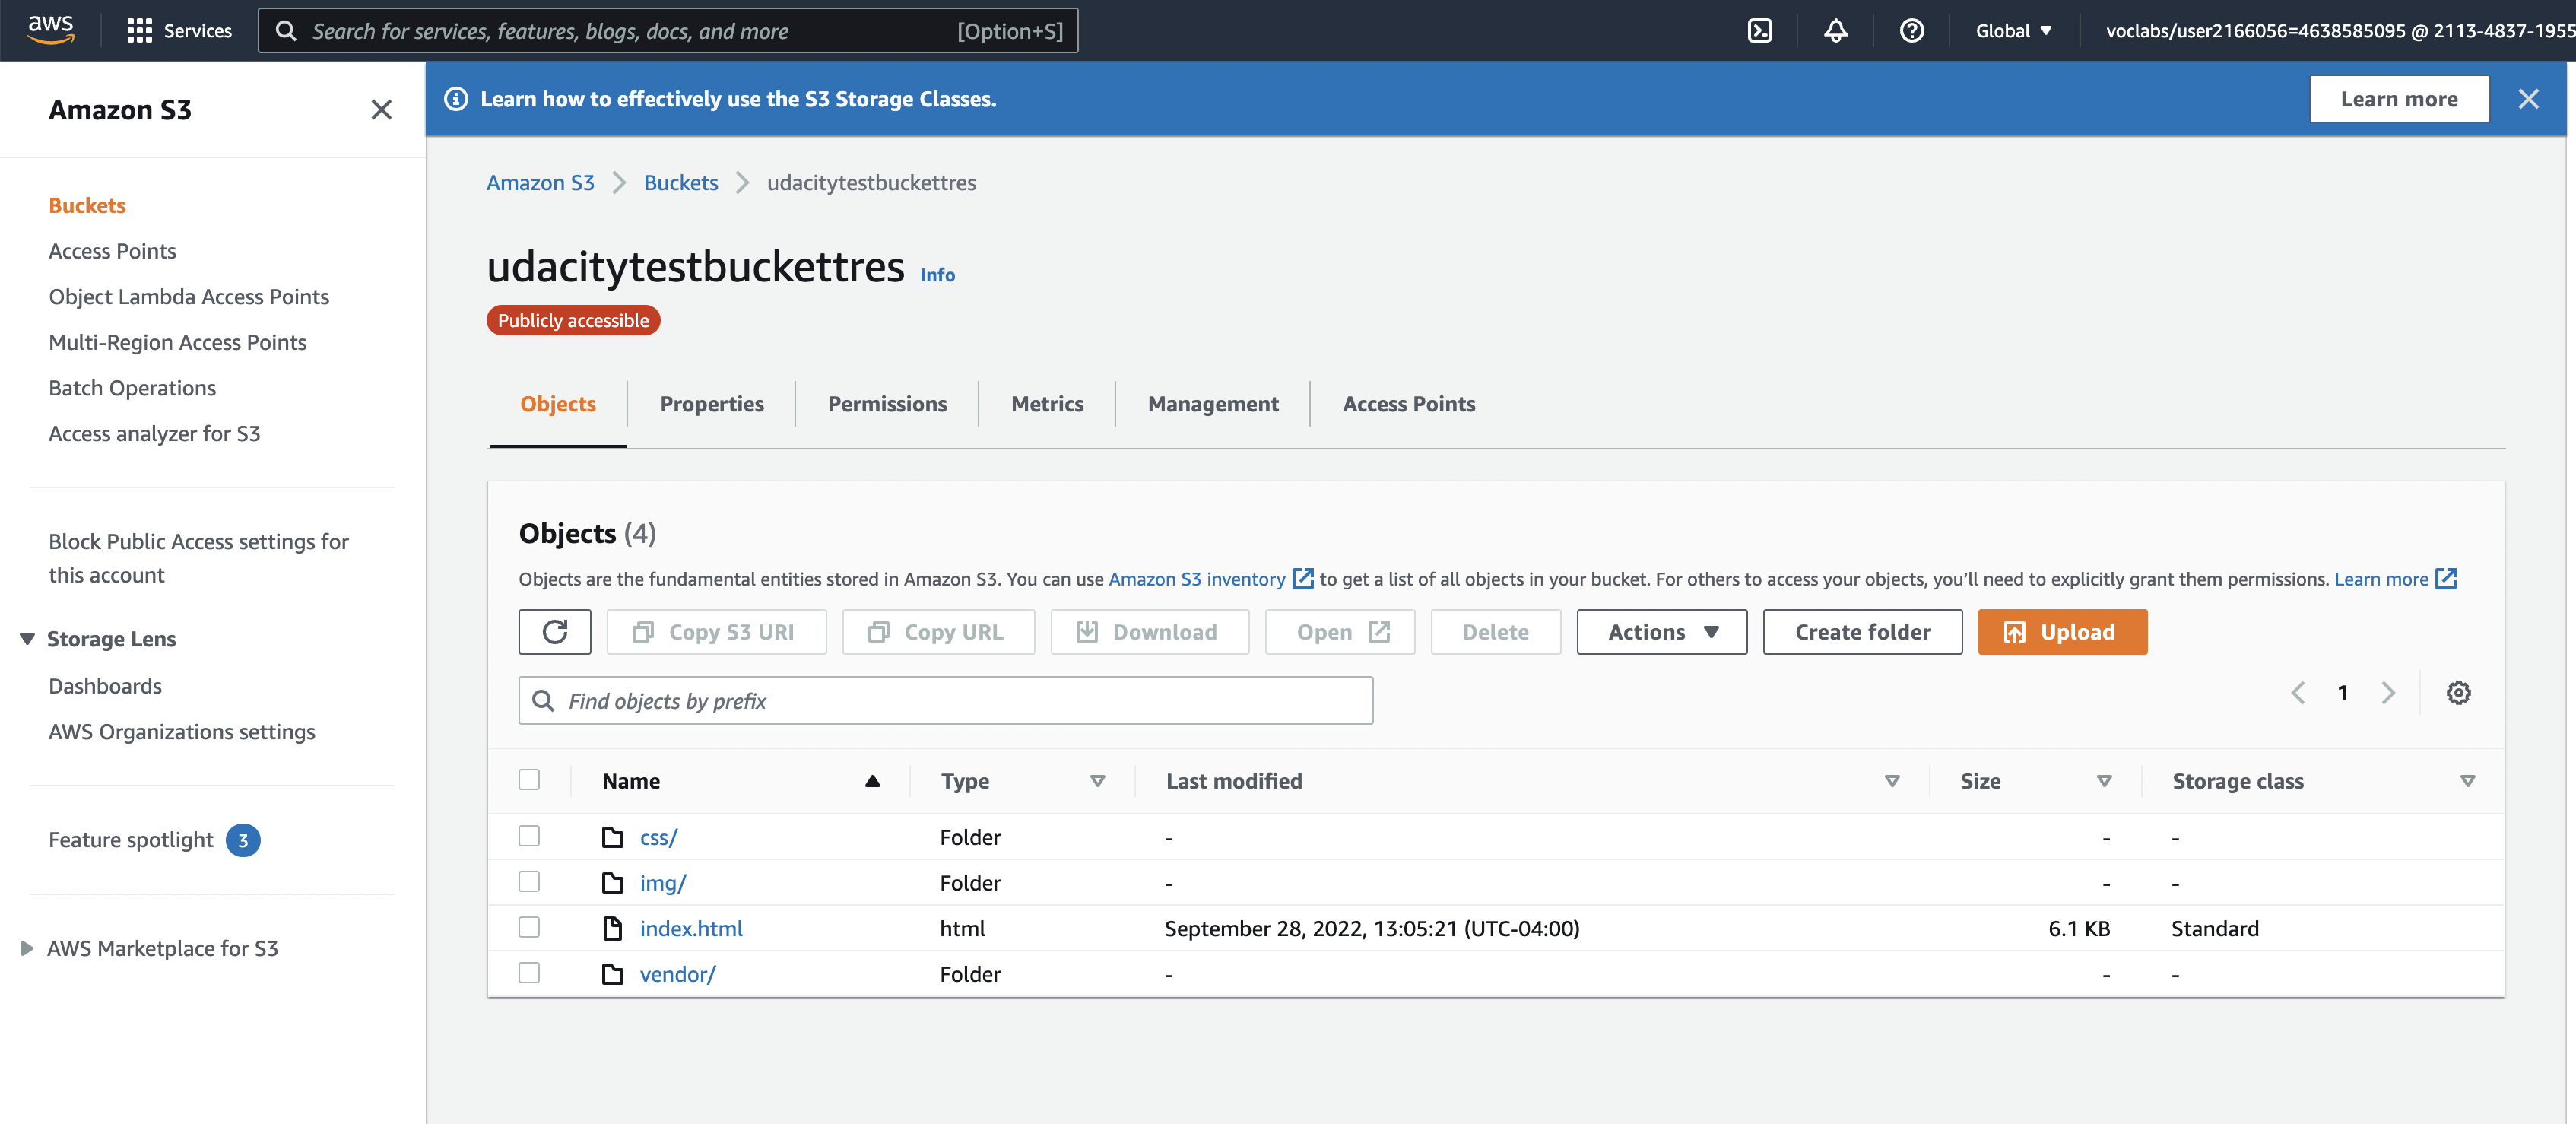 aws
Services
Search for services, features, blogs, docs, and more [Option+S]
Global ▼
voclabs/user2166056=4638585095 @ 2113-4837-1955
Amazon S3
Buckets
Access Points
Object Lambda Access Points
Multi-Region Access Points
Batch Operations
Access analyzer for S3
Block Public Access settings for
this account
Storage Lens
Dashboards
AWS Organizations settings
Feature spotlight 3
AWS Marketplace for S3
Learn how to effectively use the S3 Storage Classes.
Learn more
Amazon S3 > Buckets > udacitytestbuckettres
udacitytestbuckettres Info
Publicly accessible
Objects Properties Permissions Metrics Management Access Points
Objects (4)
Objects are the fundamental entities stored in Amazon S3. You can use Amazon S3 inventory to get a list of all objects in your bucket. For others to access your objects, you'll need to explicitly grant them permissions. Learn more
Copy S3 URI Copy URL Download Open Delete Actions ▼ Create folder Upload
Find objects by prefix
1
Name Type Last modified Size Storage class
css/ Folder - - -
img/ Folder - - -
index.html html September 28, 2022, 13:05:21 (UTC-04:00) 6.1 KB Standard
vendor/ Folder - - -